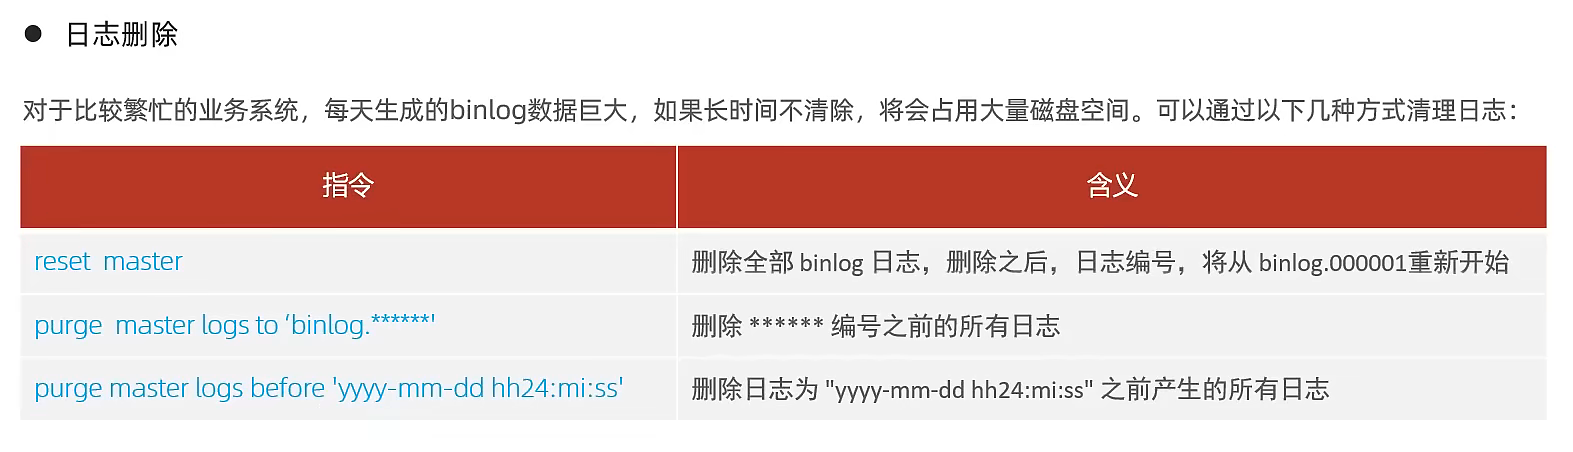 ● 日志删除
对于比较繁忙的业务系统，每天生成的binlog数据巨大，如果长时间不清除，将会占用大量磁盘空间。可以通过以下几种方式清理日志：
指令 含义
reset master 删除全部 binlog 日志，删除之后，日志编号，将从 binlog.000001重新开始
purge master logs to ‘binlog.******' 删除 ****** 编号之前的所有日志
purge master logs before 'yyyy-mm-dd hh24:mi:ss' 删除日志为 "yyyy-mm-dd hh24:mi:ss" 之前产生的所有日志